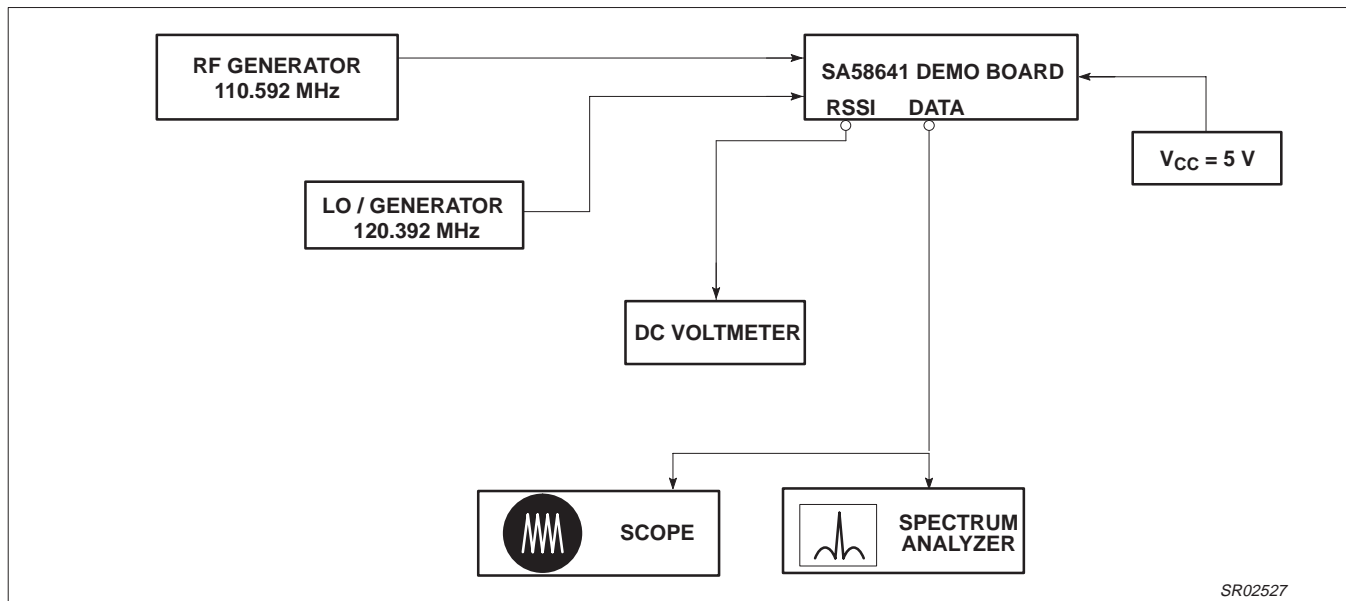 RF GENERATOR
110.592 MHz
SA58641 DEMO BOARD
RSSI DATA
VCC = 5 V
LO / GENERATOR
120.392 MHz
DC VOLTMETER
SCOPE
SPECTRUM
ANALYZER
SR02527